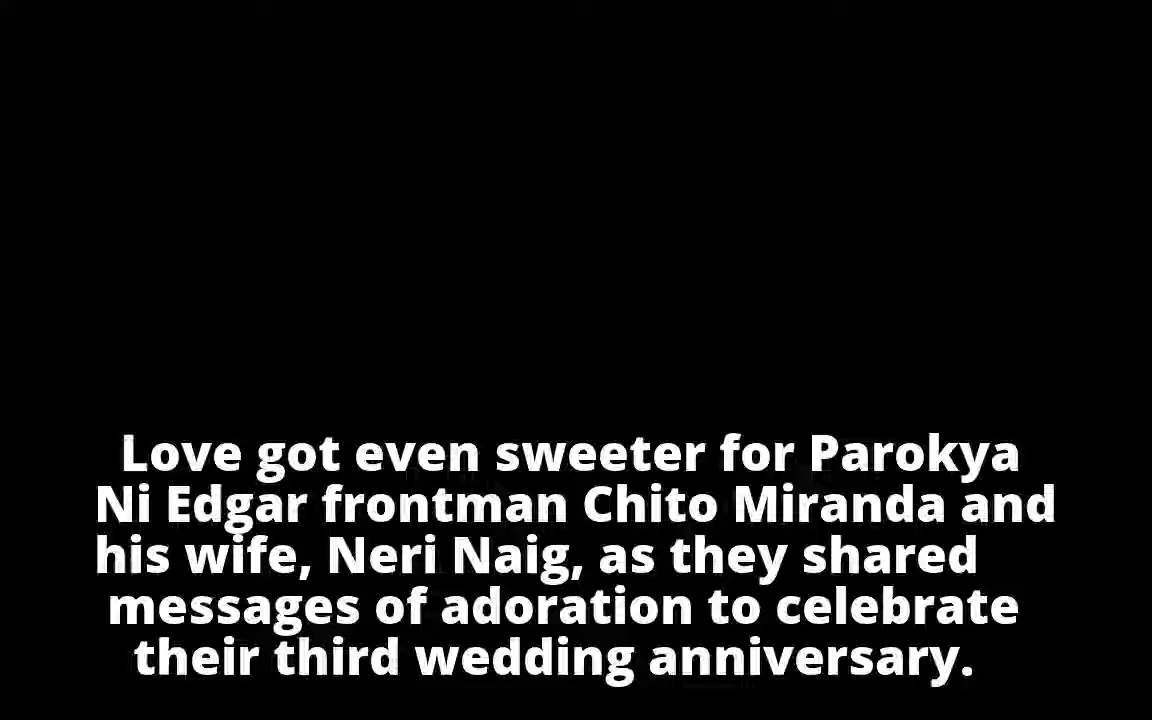 Love got even sweeter for Parokya
Ni Edgar frontman Chito Miranda and
his wife, Neri Naig, as they shared
messages of adoration to celebrate
their third wedding anniversary.